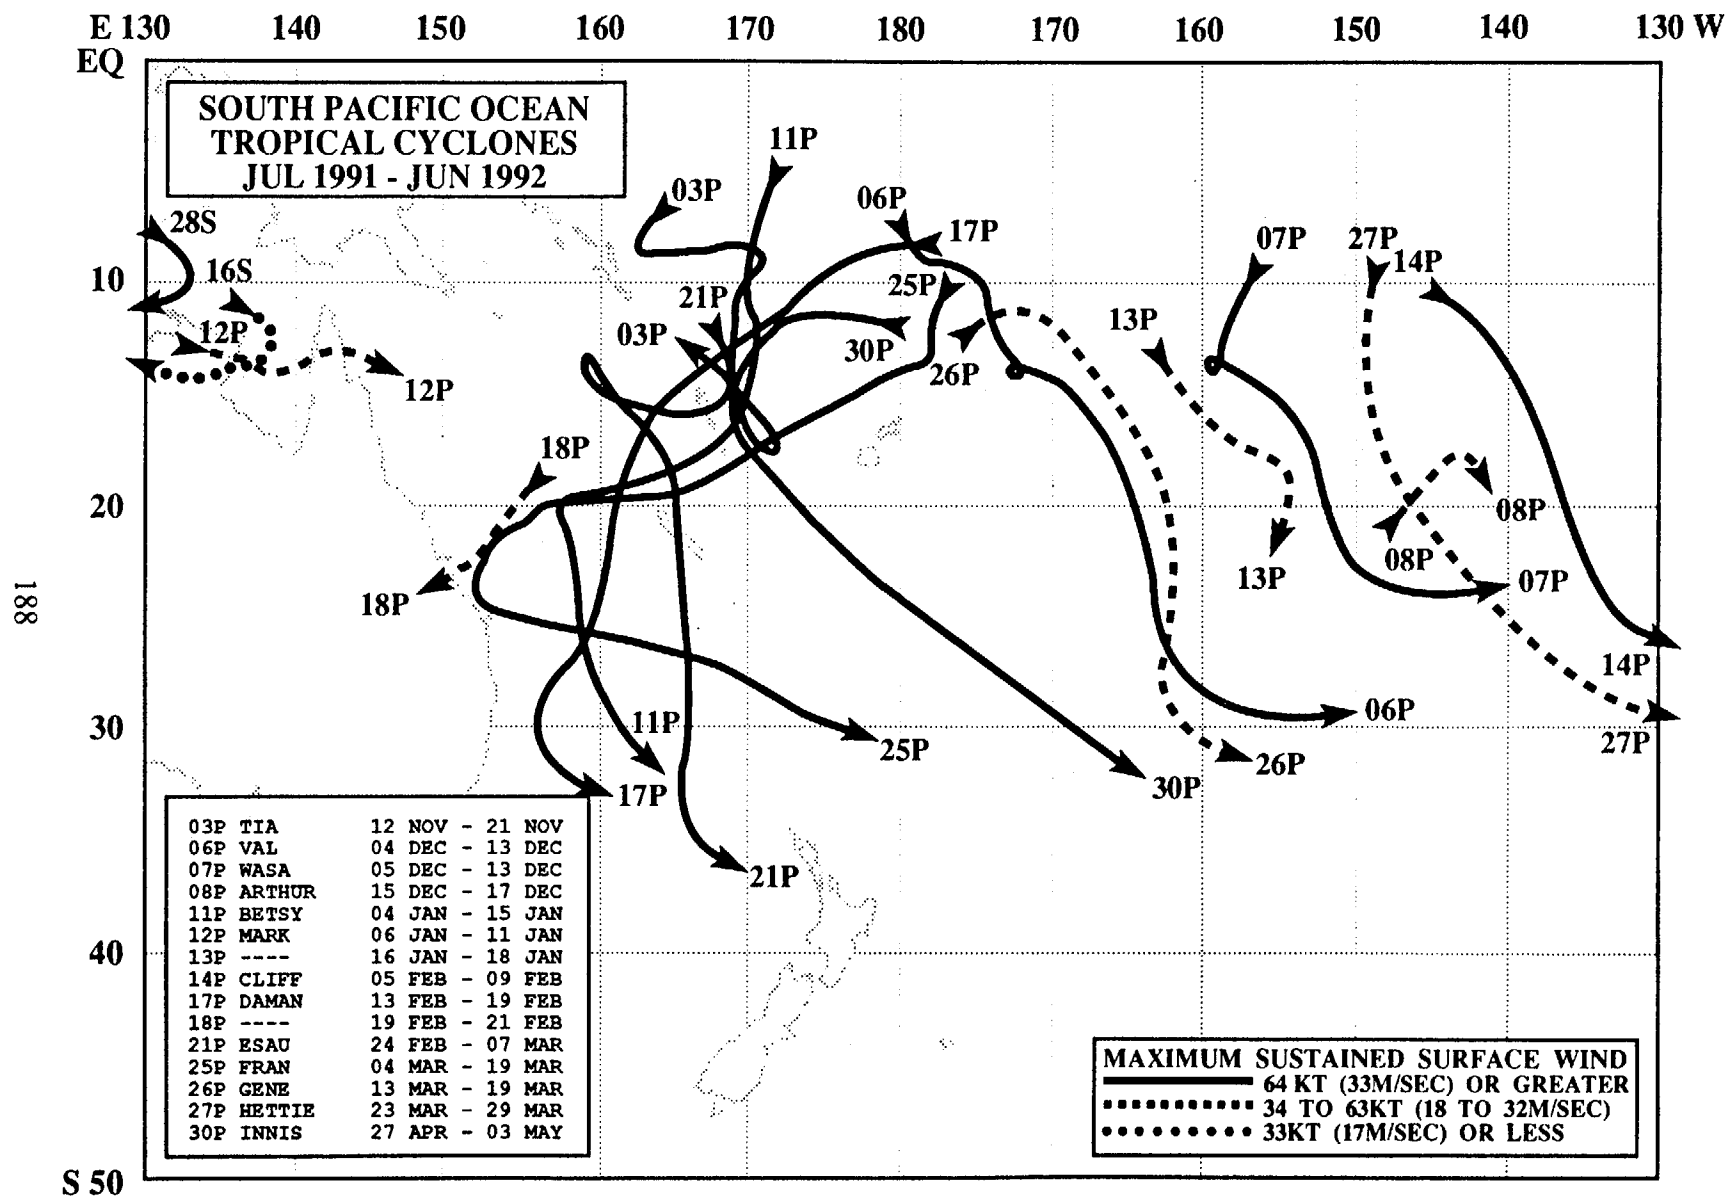 E 130 140 150 160 170 180 170 160 150 140 130 W
EQ
SOUTH PACIFIC OCEAN
TROPICAL CYCLONES
JUL 1991 - JUN 1992
11P
03P
06P
28S
17P
07P
27P
14P
16S
10
25P
21P
13P
12P
03P
30P
26P
12P
18P
20
08P
08P
13P
07P
18P
188
14P
11P
06P
30
25P
27P
26P
30P
17P
21P
40
S 50
03P TIA 12 NOV - 21 NOV
06P VAL 04 DEC - 13 DEC
07P WASA 05 DEC - 13 DEC
08P ARTHUR 15 DEC - 17 DEC
11P BETSY 04 JAN - 15 JAN
12P MARK 06 JAN - 11 JAN
13P ---- 16 JAN - 18 JAN
14P CLIFF 05 FEB - 09 FEB
17P DAMAN 13 FEB - 19 FEB
18P ---- 19 FEB - 21 FEB
21P ESAU 24 FEB - 07 MAR
25P FRAN 04 MAR - 19 MAR
26P GENE 13 MAR - 19 MAR
27P HETTIE 23 MAR - 29 MAR
30P INNIS 27 APR - 03 MAY
MAXIMUM SUSTAINED SURFACE WIND
64 KT (33M/SEC) OR GREATER
34 TO 63KT (18 TO 32M/SEC)
33KT (17M/SEC) OR LESS